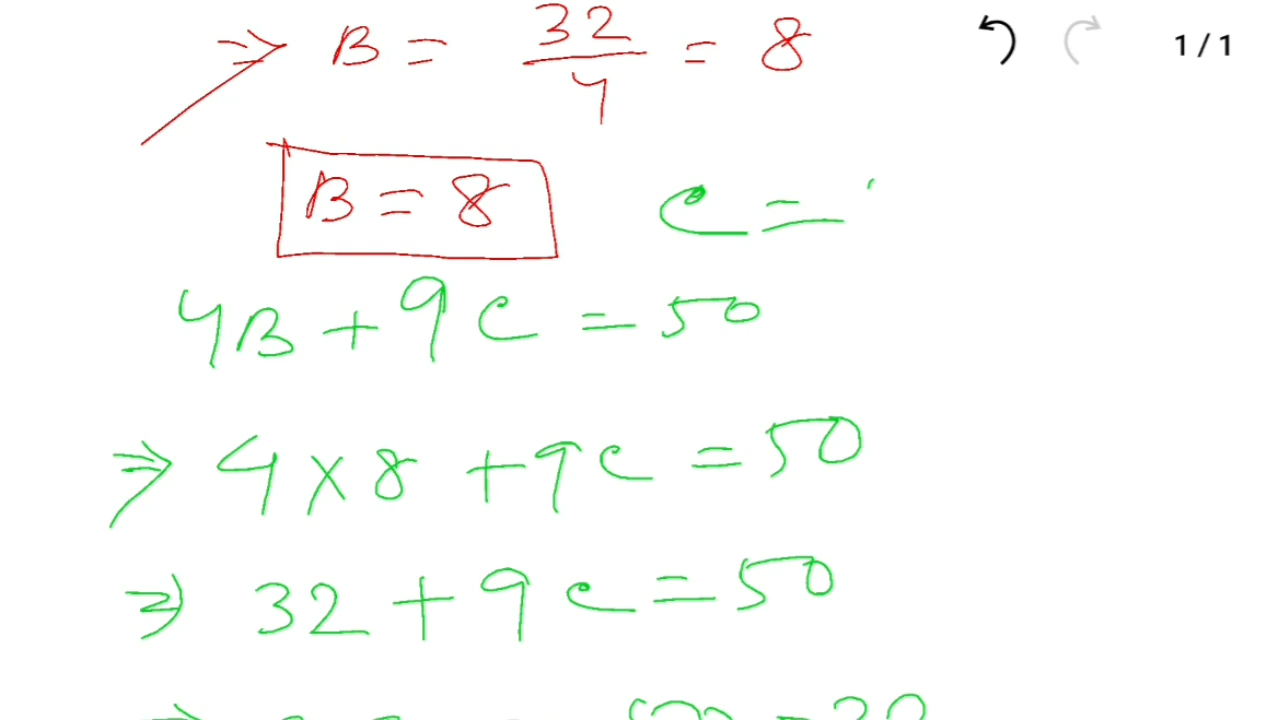 ⇒ B = 32/4 = 8
1 / 1
B = 8
C =
4B + 9C = 50
⇒ 4 × 8 + 9C = 50
⇒ 32 + 9C = 50